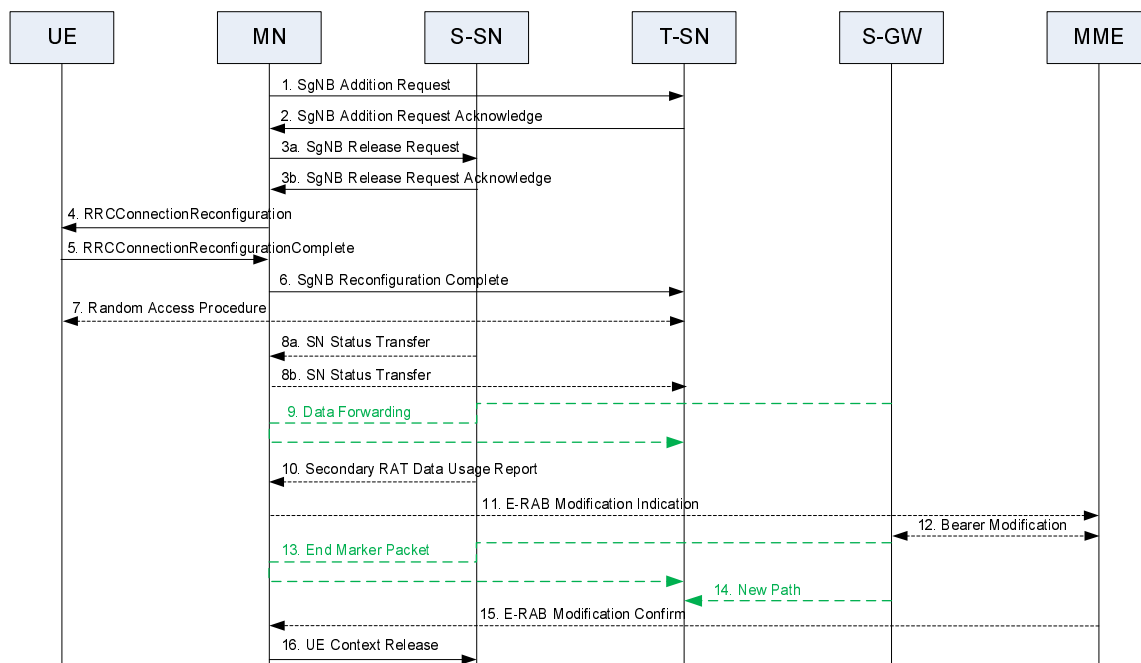 UE
MN
S-SN
T-SN
S-GW
MME
1. SgNB Addition Request
2. SgNB Addition Request Acknowledge
3a. SgNB Release Request
3b. SgNB Release Request Acknowledge
4. RRCConnectionReconfiguration
5. RRCConnectionReconfigurationComplete
6. SgNB Reconfiguration Complete
7. Random Access Procedure
8a. SN Status Transfer
8b. SN Status Transfer
9. Data Forwarding
10. Secondary RAT Data Usage Report
11. E-RAB Modification Indication
12. Bearer Modification
13. End Marker Packet
14. New Path
15. E-RAB Modification Confirm
16. UE Context Release